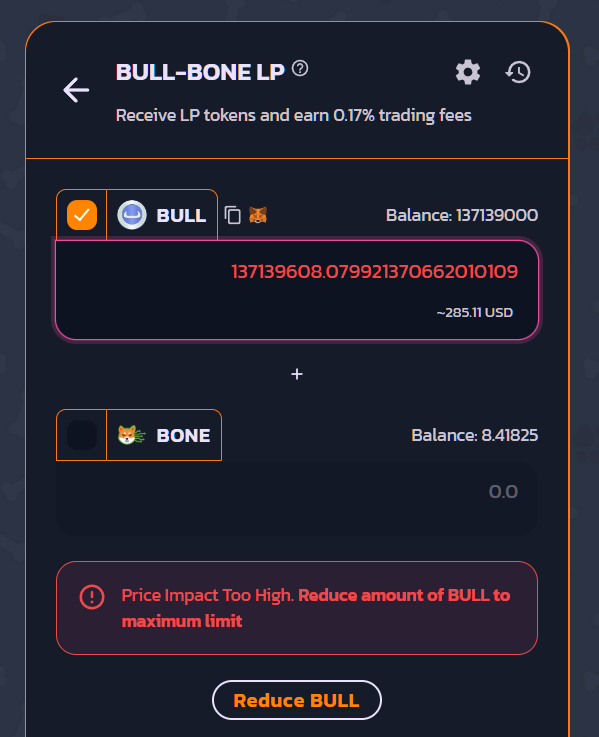 BULL-BONE LP ?
Receive LP tokens and earn 0.17% trading fees
BULL Balance: 137139000
137139608.079921370662010109
~285.11 USD
+
BONE Balance: 8.41825
0.0
Price Impact Too High. Reduce amount of BULL to
maximum limit
Reduce BULL